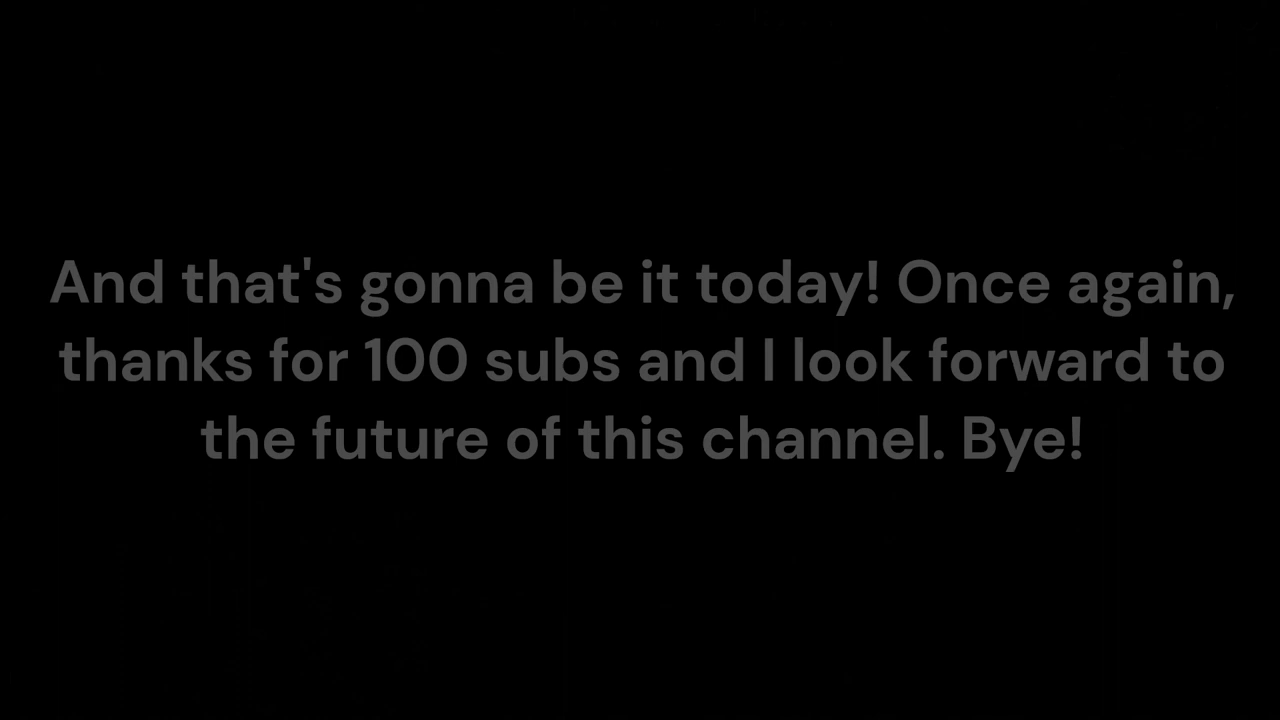 And that's gonna be it today! Once again,
thanks for 100 subs and I look forward to
the future of this channel. Bye!